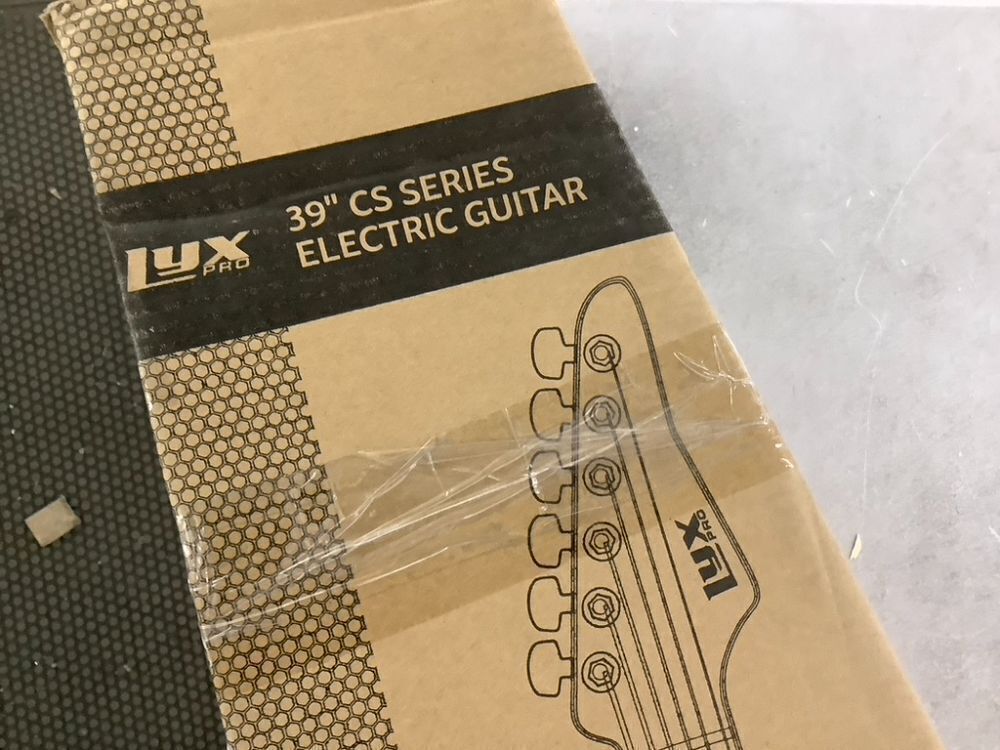 LYX
PRO
39" CS SERIES
ELECTRIC GUITAR
LYX
PRO